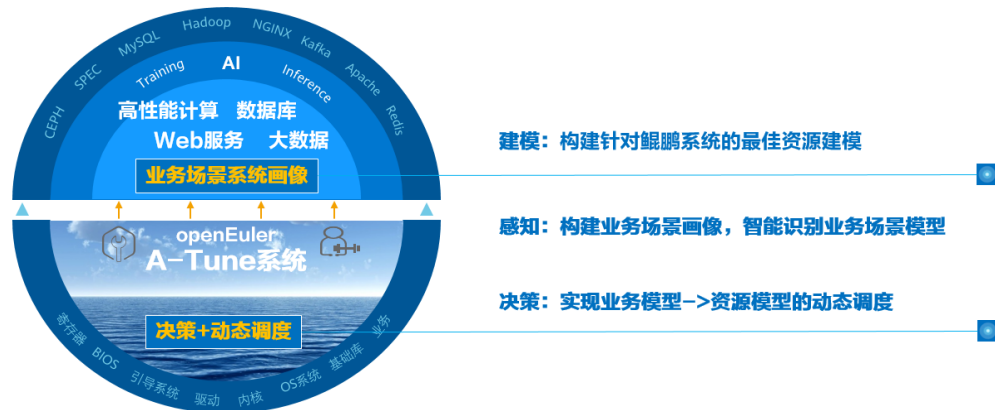 CEPH
SPEC
MySQL
Hadoop
NGINX
Kafka
Apache
Redis
Training
AI
Inference
高性能计算 数据库
Web服务 大数据
业务场景系统画像
openEuler
A-Tune系统
决策+动态调度
寄存器
BIOS
引导系统
驱动
内核
OS系统
基础库
业务
建模：构建针对鲲鹏系统的最佳资源建模
感知：构建业务场景画像，智能识别业务场景模型
决策：实现业务模型->资源模型的动态调度